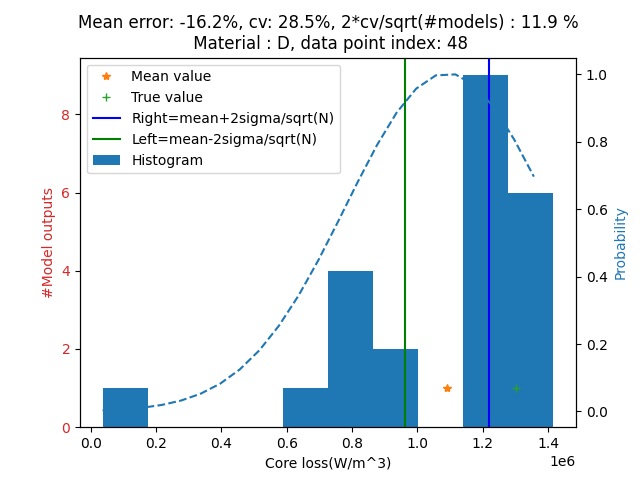 Mean error: -16.2%, cv: 28.5%, 2*cv/sqrt(#models) : 11.9 %
Material : D, data point index: 48
Mean value
True value
Right=mean+2sigma/sqrt(N)
Left=mean-2sigma/sqrt(N)
Histogram
#Model outputs
8
6
4
2
0
1.0
0.8
0.6
0.4
0.2
0.0
Probability
0.0 0.2 0.4 0.6 0.8 1.0 1.2 1.4
1e6
Core loss(W/m^3)